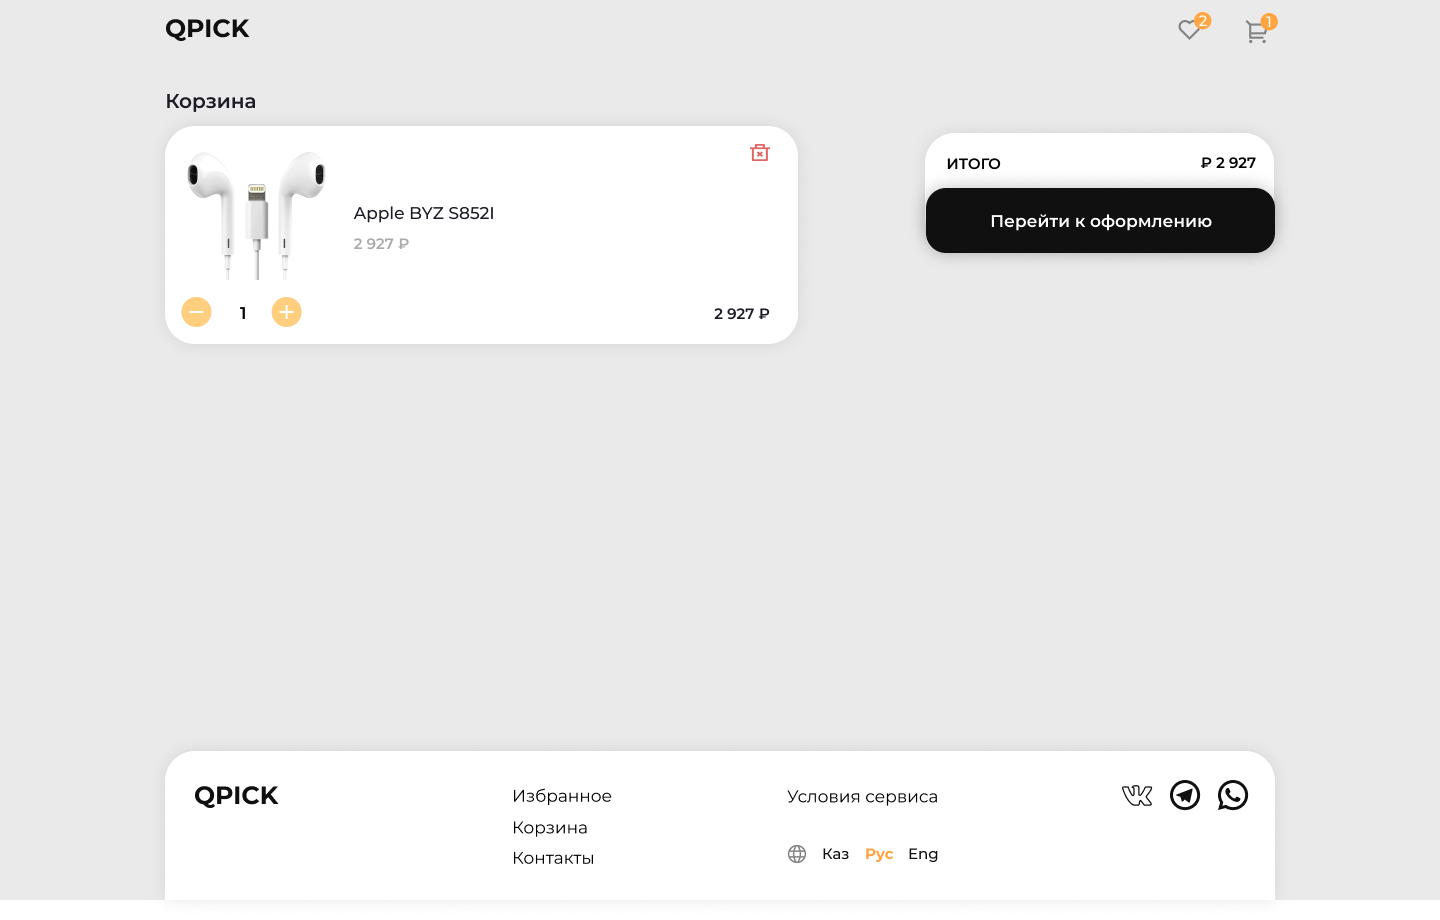 QPICK
2
1
Корзина
Apple BYZ S852I
2 927 ₽
1
2 927 ₽
ИТОГО
₽ 2 927
Перейти к оформлению
QPICK
Избранное
Корзина
Контакты
Условия сервиса
Каз Рус Eng